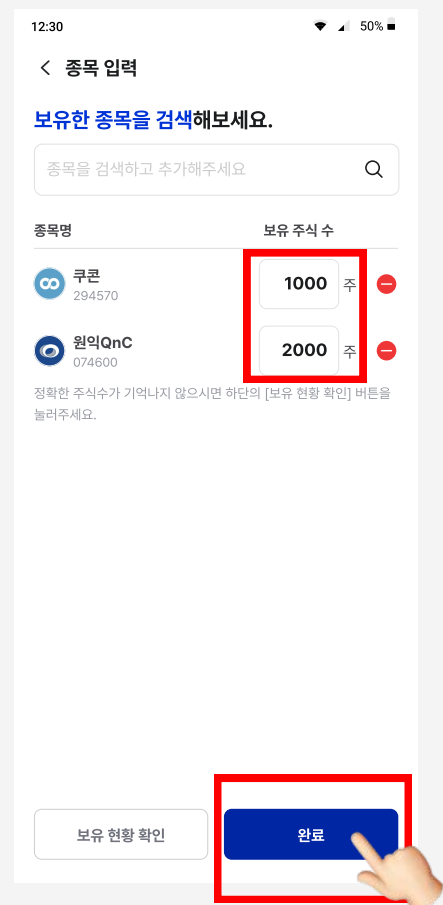 12:30 50%
종목 입력
보유한 종목을 검색해보세요.
종목을 검색하고 추가해주세요
종목명 보유 주식 수
쿠콘 1000 주
294570
원익QnC 2000 주
074600
정확한 주식수가 기억나지 않으시면 하단의 [보유 현황 확인] 버튼을
눌러주세요.
보유 현황 확인 완료